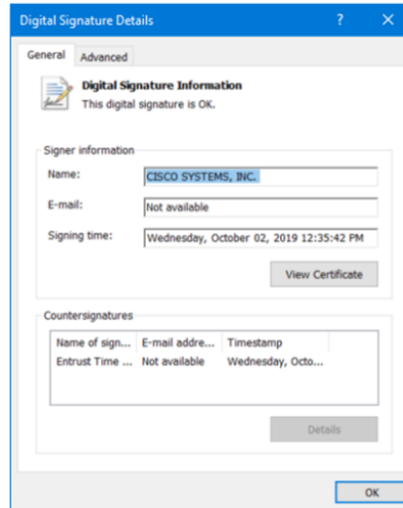 Digital Signature Details ? ×
General Advanced
Digital Signature Information
This digital signature is OK.
Signer information
Name: CISCO SYSTEMS, INC.
E-mail: Not available
Signing time: Wednesday, October 02, 2019 12:35:42 PM
View Certificate
Countersignatures
Name of sign... E-mail addre... Timestamp
Entrust Time ... Not available Wednesday, Octo...
Details
OK